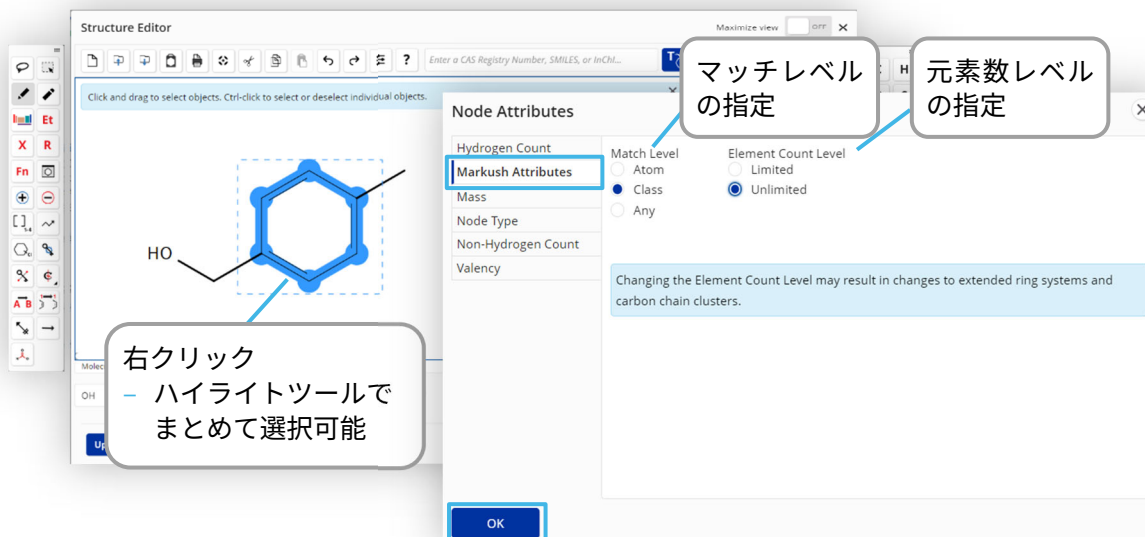 Structure Editor
Maximize view
OFF
Enter a CAS Registry Number, SMILES, or InChI...
Click and drag to select objects. Ctrl-click to select or deselect individual objects.
マッチレベル
の指定
H
元素数レベル
の指定
Et
X R
Fn
A B
HO
右クリック
– ハイライトツールで
まとめて選択可能
Molec
OH
Up
Node Attributes
Hydrogen Count
Markush Attributes
Mass
Node Type
Non-Hydrogen Count
Valency
Match Level
Atom
Class
Any
Element Count Level
Limited
Unlimited
Changing the Element Count Level may result in changes to extended ring systems and
carbon chain clusters.
OK